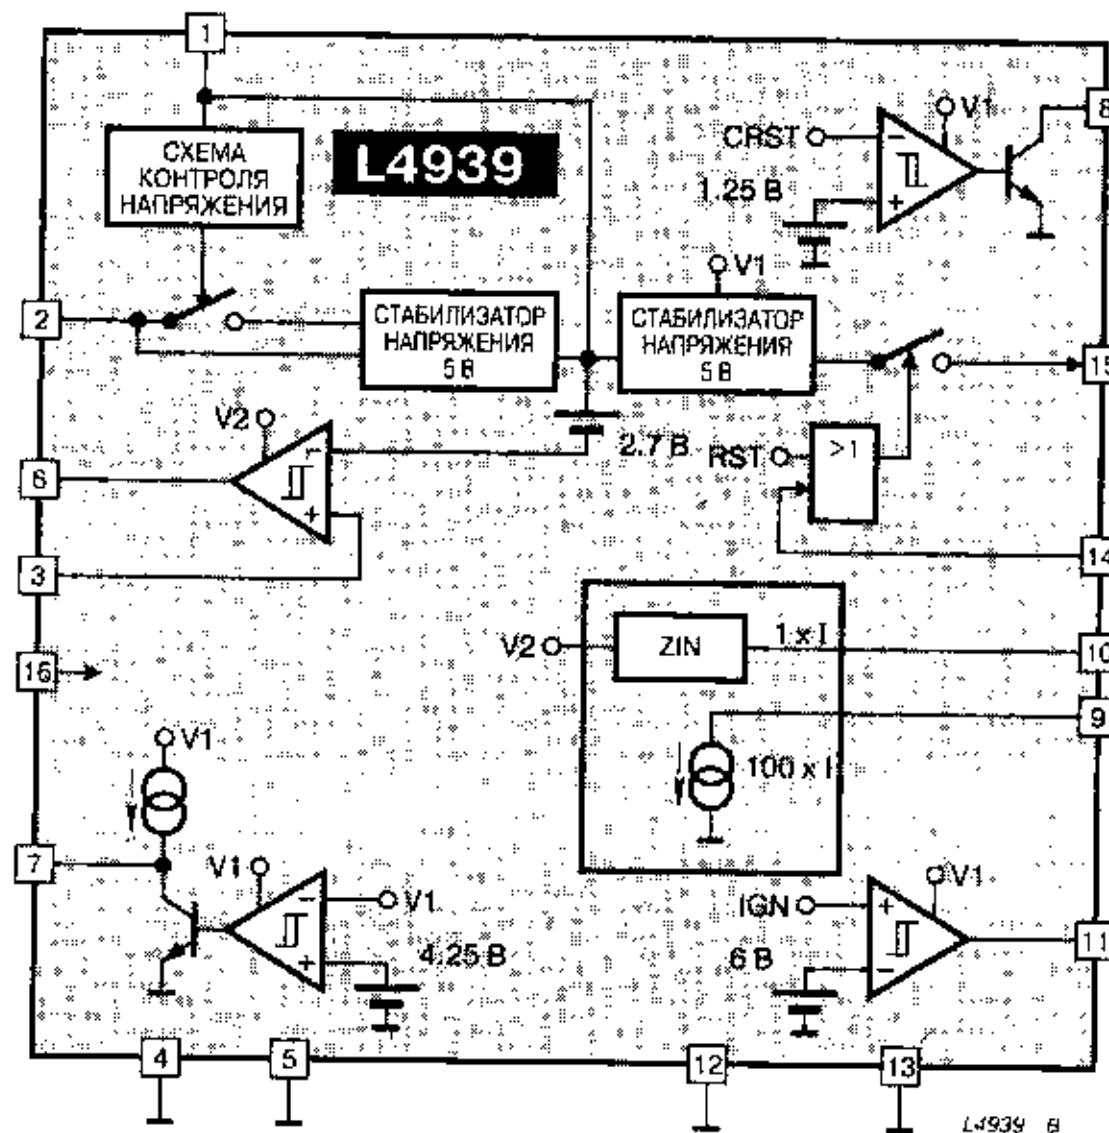 1
8
V1
CRST
−
+
1.25 В
L4939
СХЕМА
КОНТРОЛЯ
НАПРЯЖЕНИЯ
V1
2
СТАБИЛИЗАТОР
НАПРЯЖЕНИЯ
5 В
СТАБИЛИЗАТОР
НАПРЯЖЕНИЯ
5 В
15
V2
2.7 В
RST
>1
6
+
3
14
V2
ZIN
1 x I
10
16
9
100 x I
V1
7
V1
−
V1
+
4.25 В
V1
IGN
+
−
6 В
11
4
5
12
13
L4939 В